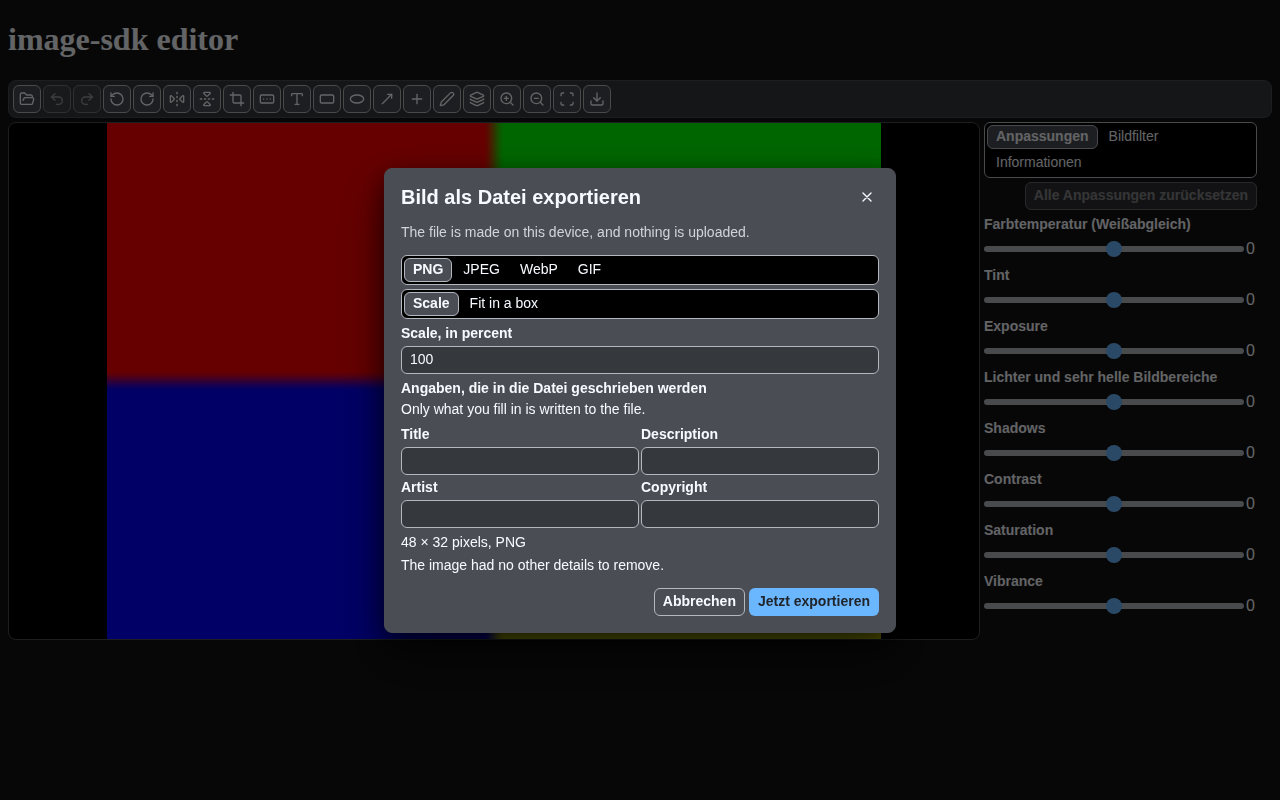 image-sdk editor
Anpassungen
Bildfilter
Informationen
Alle Anpassungen zurücksetzen
Farbtemperatur (Weißabgleich)
0
Tint
0
Exposure
0
Lichter und sehr helle Bildbereiche
0
Shadows
0
Contrast
0
Saturation
0
Vibrance
0
Bild als Datei exportieren
The file is made on this device, and nothing is uploaded.
PNG JPEG WebP GIF
Scale Fit in a box
Scale, in percent
100
Angaben, die in die Datei geschrieben werden
Only what you fill in is written to the file.
Title Description
Artist Copyright
48 × 32 pixels, PNG
The image had no other details to remove.
Abbrechen Jetzt exportieren